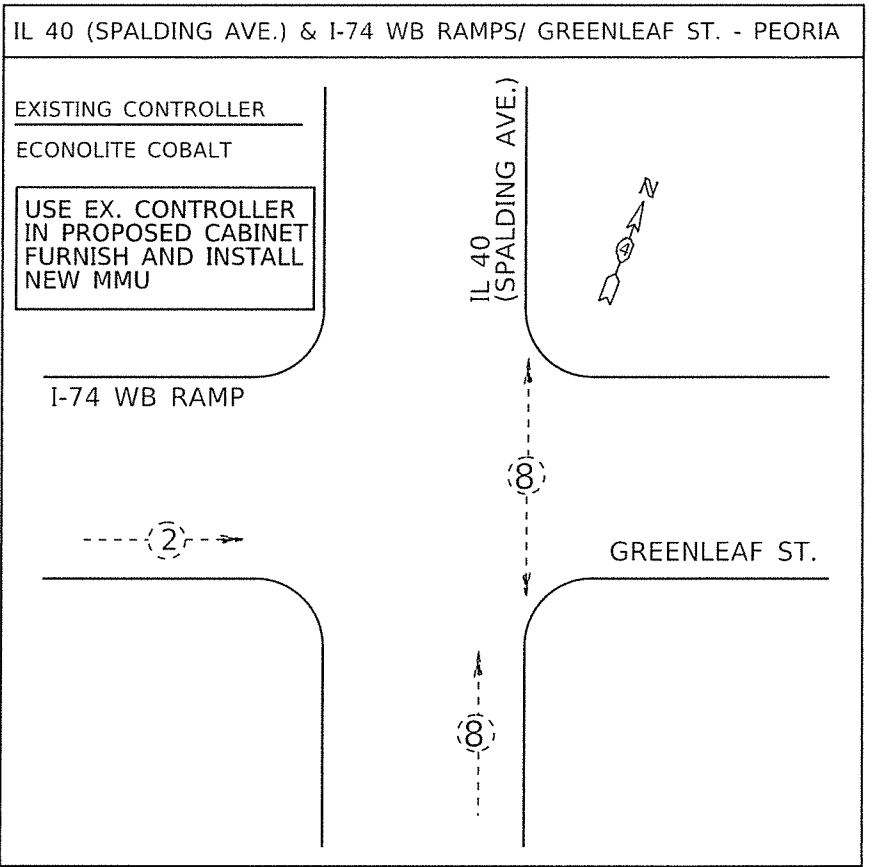 IL 40 (SPALDING AVE.) & I-74 WB RAMPS/ GREENLEAF ST. - PEORIA
EXISTING CONTROLLER
ECONOLITE COBALT
USE EX. CONTROLLER
IN PROPOSED CABINET
FURNISH AND INSTALL
NEW MMU
IL 40
(SPALDING AVE.)
N
4
I-74 WB RAMP
8
2
GREENLEAF ST.
8